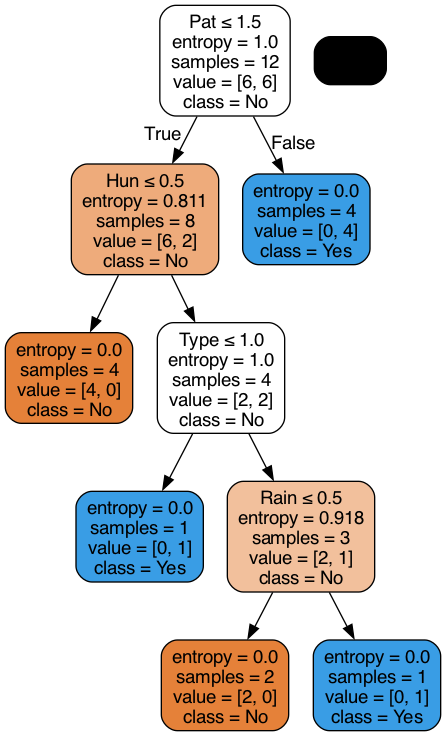 Pat ≤ 1.5
entropy = 1.0
samples = 12
value = [6, 6]
class = No
True
False
Hun ≤ 0.5
entropy = 0.811
samples = 8
value = [6, 2]
class = No
entropy = 0.0
samples = 4
value = [0, 4]
class = Yes
entropy = 0.0
samples = 4
value = [4, 0]
class = No
Type ≤ 1.0
entropy = 1.0
samples = 4
value = [2, 2]
class = No
entropy = 0.0
samples = 1
value = [0, 1]
class = Yes
Rain ≤ 0.5
entropy = 0.918
samples = 3
value = [2, 1]
class = No
entropy = 0.0
samples = 2
value = [2, 0]
class = No
entropy = 0.0
samples = 1
value = [0, 1]
class = Yes